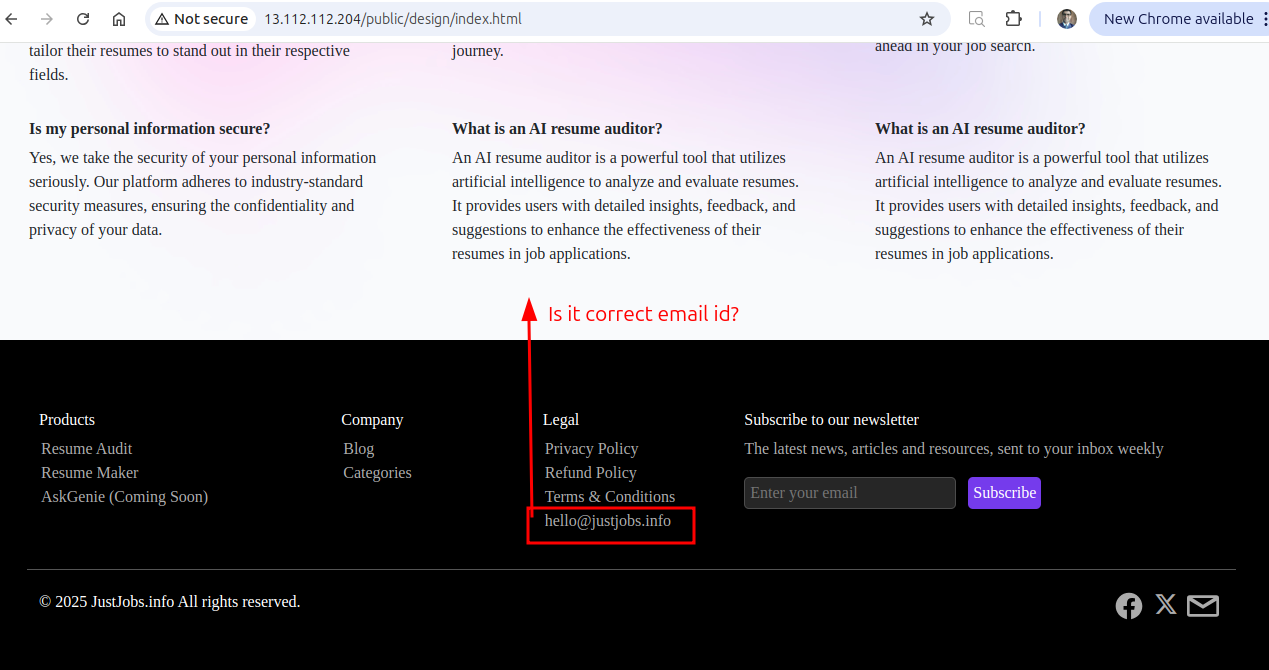 Not secure 13.112.112.204/public/design/index.html New Chrome available
tailor their resumes to stand out in their respective
fields.
journey.
ahead in your job search.
Is my personal information secure?
Yes, we take the security of your personal information
seriously. Our platform adheres to industry-standard
security measures, ensuring the confidentiality and
privacy of your data.
What is an AI resume auditor?
An AI resume auditor is a powerful tool that utilizes
artificial intelligence to analyze and evaluate resumes.
It provides users with detailed insights, feedback, and
suggestions to enhance the effectiveness of their
resumes in job applications.
What is an AI resume auditor?
An AI resume auditor is a powerful tool that utilizes
artificial intelligence to analyze and evaluate resumes.
It provides users with detailed insights, feedback, and
suggestions to enhance the effectiveness of their
resumes in job applications.
Is it correct email id?
Products
Resume Audit
Resume Maker
AskGenie (Coming Soon)
Company
Blog
Categories
Legal
Privacy Policy
Refund Policy
Terms & Conditions
hello@justjobs.info
Subscribe to our newsletter
The latest news, articles and resources, sent to your inbox weekly
Enter your email Subscribe
© 2025 JustJobs.info All rights reserved.